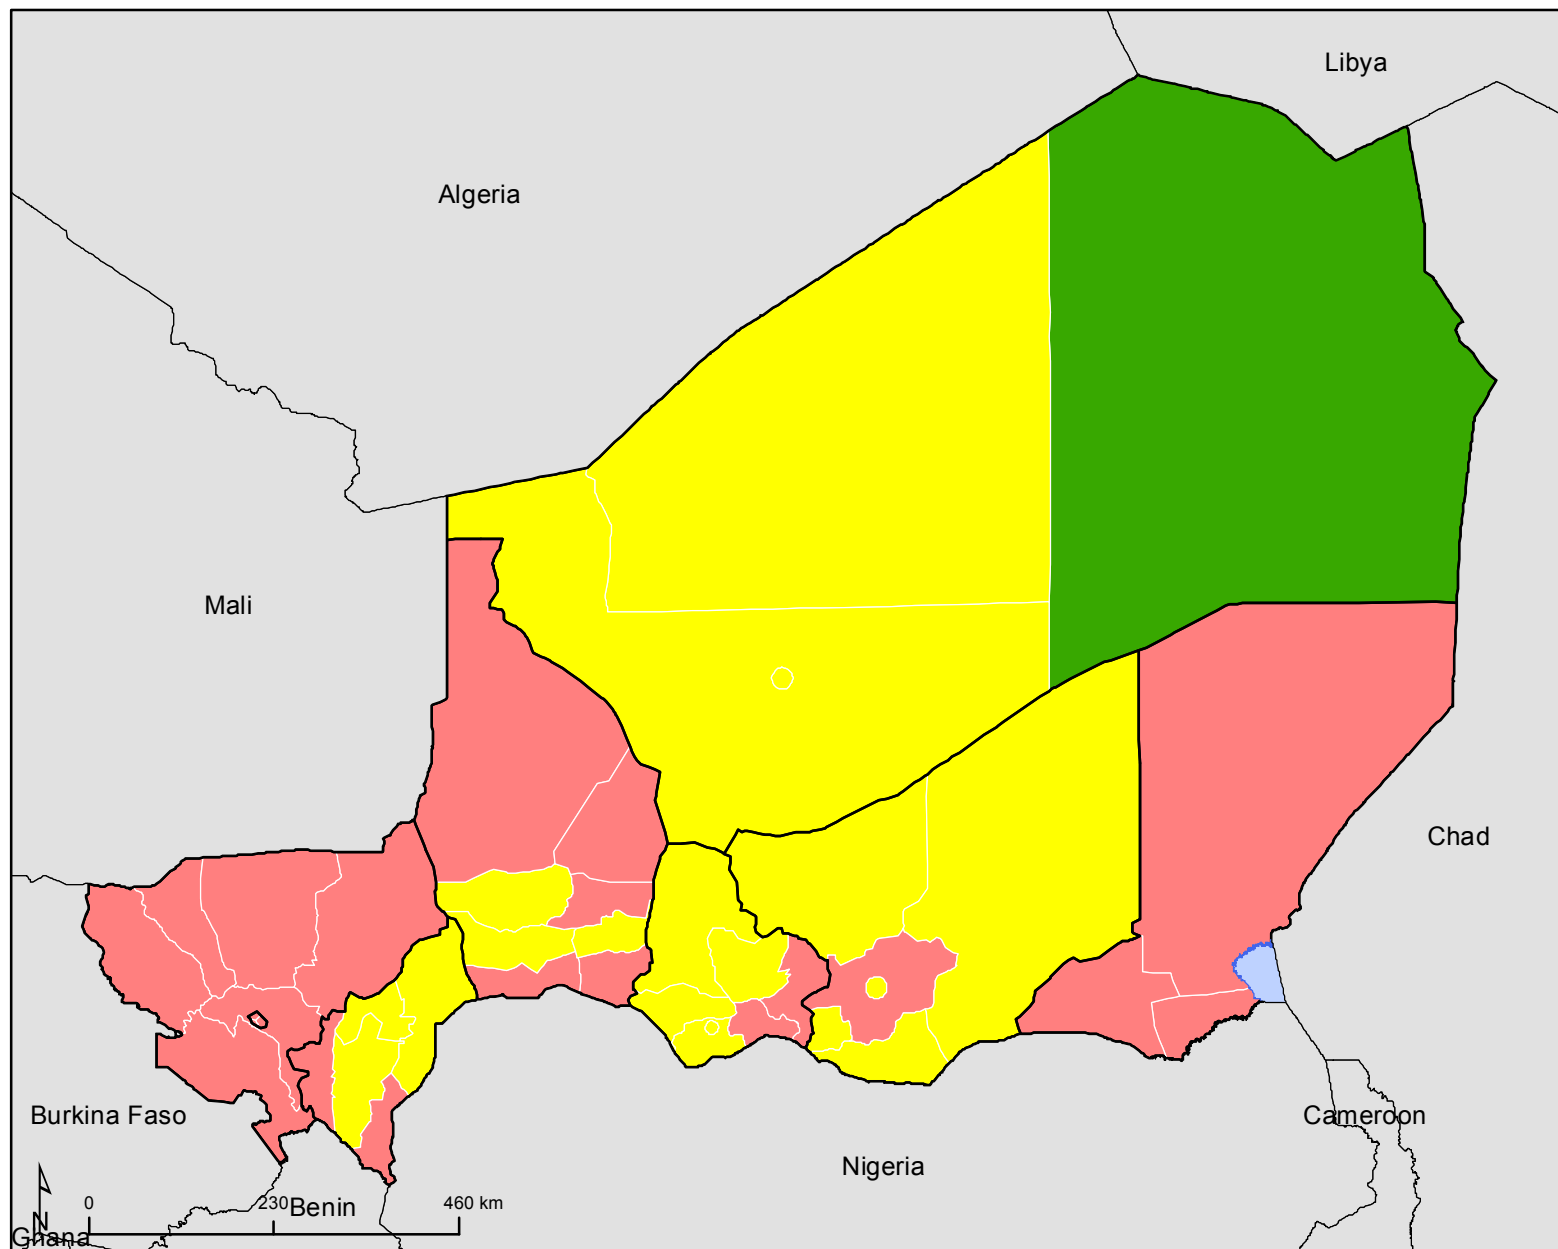 Libya
Algeria
Mali
Chad
Burkina Faso
Cameroon
Nigeria
0
230
460 km
Benin
N
Ghana